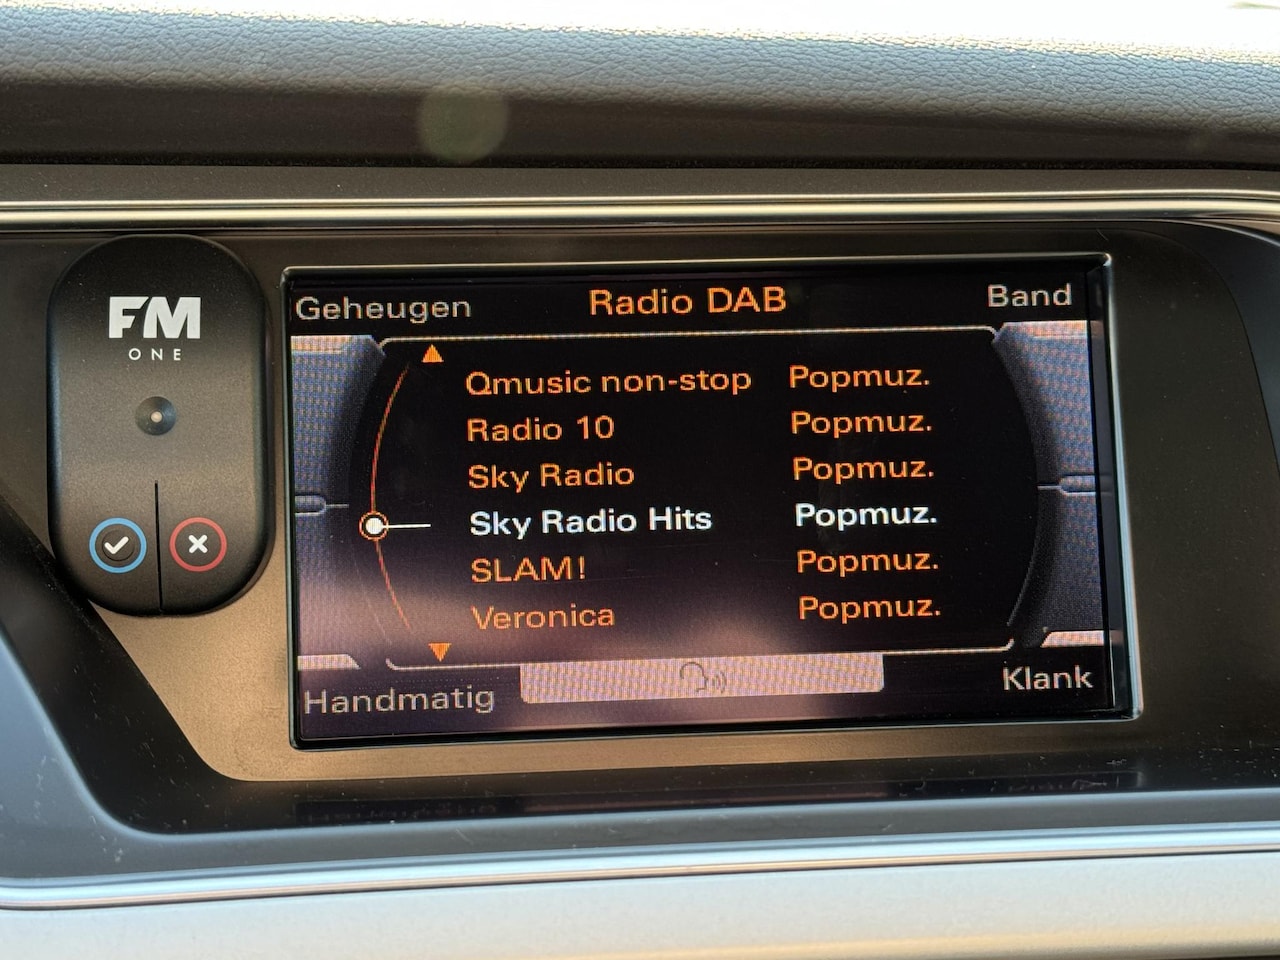 FM
ONE
Geheugen Radio DAB Band
Qmusic non-stop Popmuz.
Radio 10 Popmuz.
Sky Radio Popmuz.
Sky Radio Hits Popmuz.
SLAM! Popmuz.
Veronica Popmuz.
Handmatig Klank